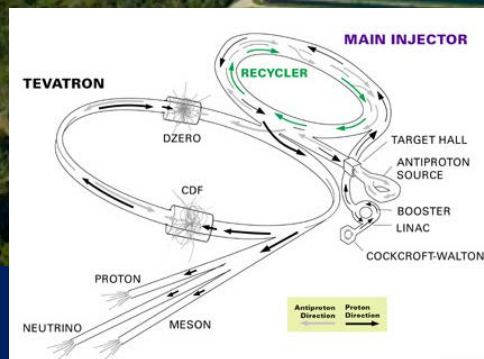 MAIN INJECTOR
RECYCLER
TEVATRON
DZERO
TARGET HALL
ANTIPROTON
SOURCE
CDF
BOOSTER
LINAC
COCKCROFT-WALTON
PROTON
NEUTRINO
MESON
Antiproton Proton
Direction Direction